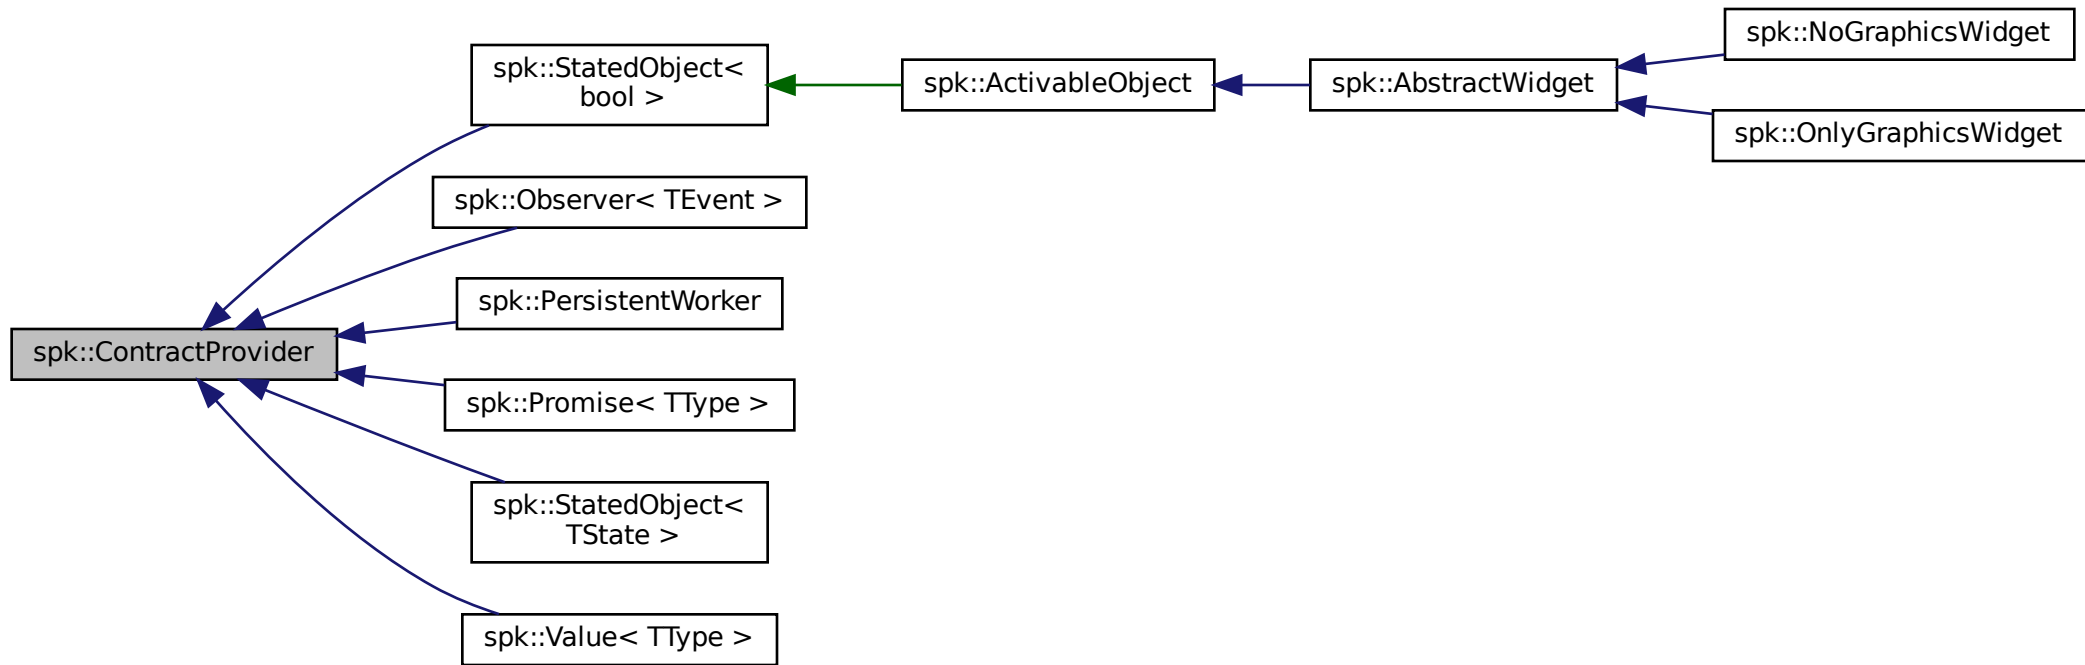 spk::NoGraphicsWidget
spk::StatedObject<
bool >
spk::ActivableObject
spk::AbstractWidget
spk::OnlyGraphicsWidget
spk::Observer< TEvent >
spk::PersistentWorker
spk::ContractProvider
spk::Promise< TType >
spk::StatedObject<
TState >
spk::Value< TType >